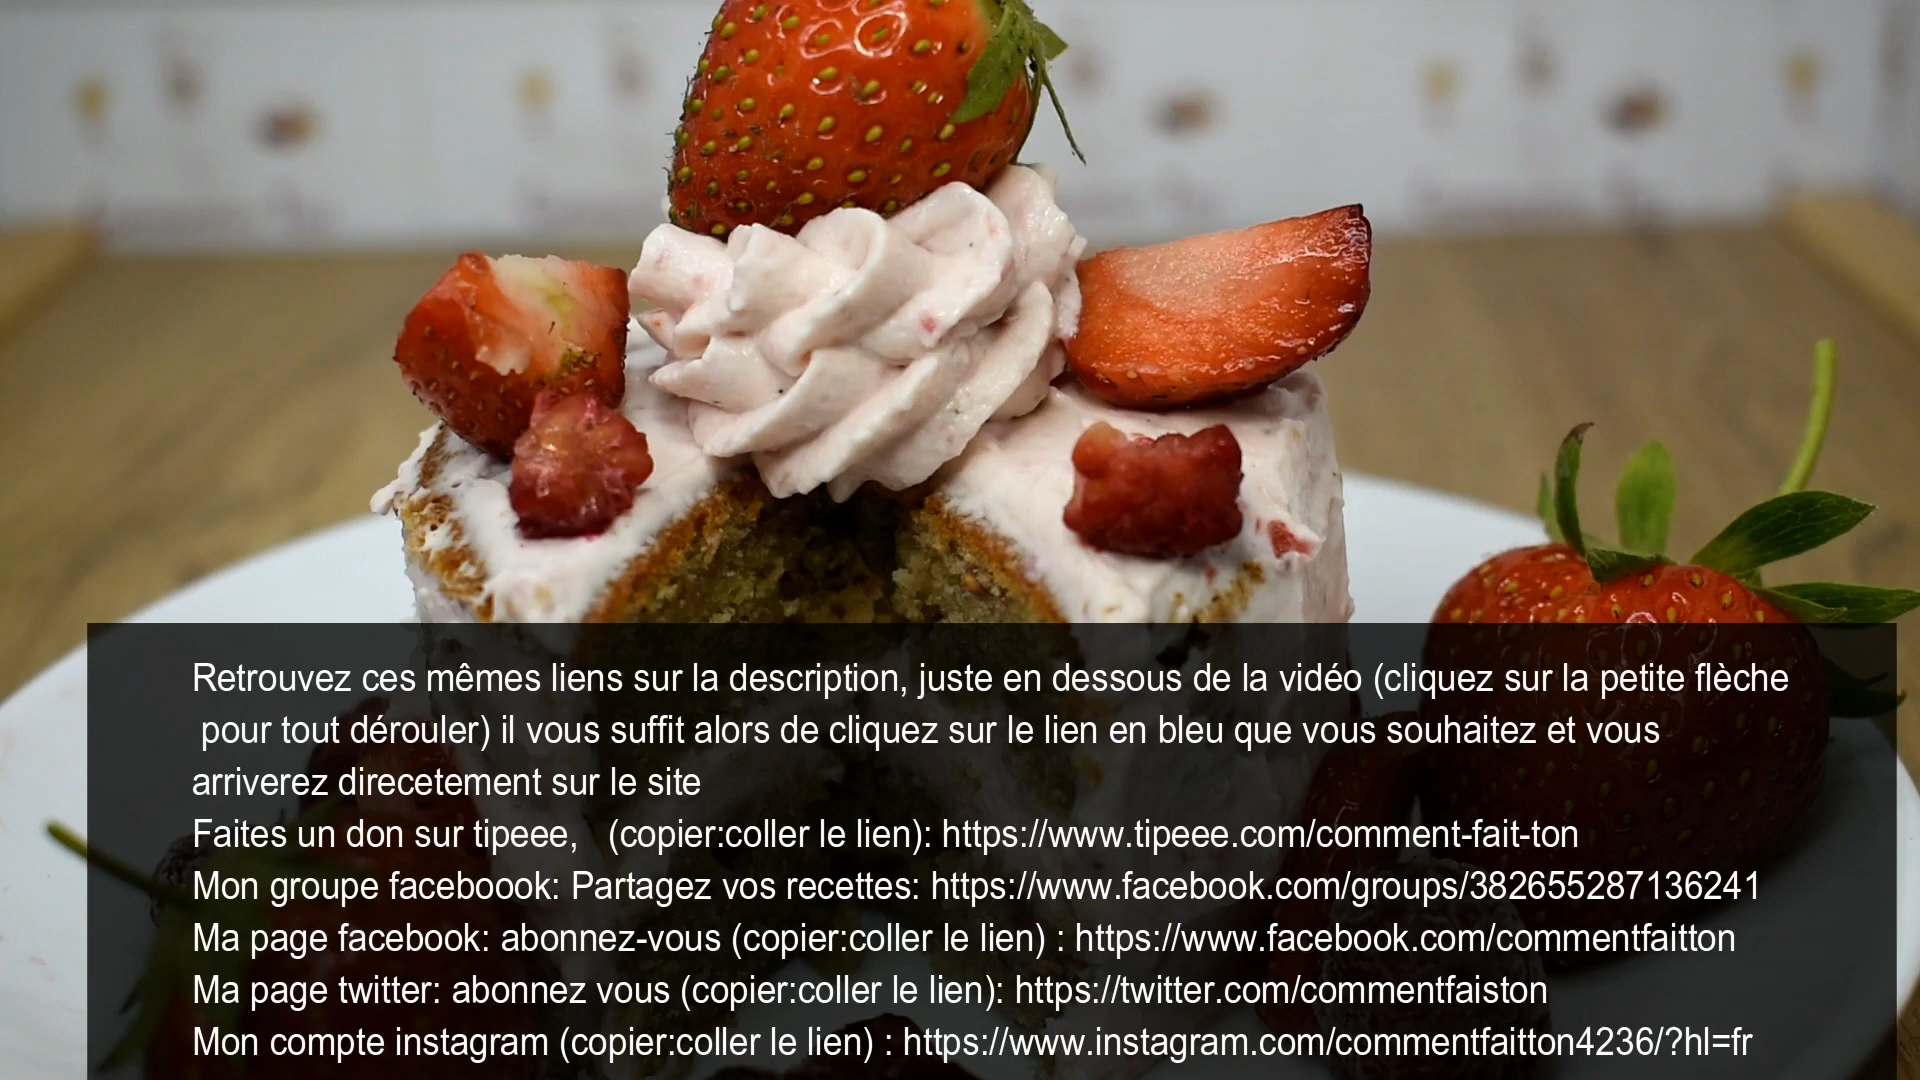 Retrouvez ces mêmes liens sur la description, juste en dessous de la vidéo (cliquez sur la petite flèche
pour tout dérouler) il vous suffit alors de cliquez sur le lien en bleu que vous souhaitez et vous
arriverez direcetement sur le site
Faites un don sur tipeee, (copier:coller le lien): https://www.tipeee.com/comment-fait-ton
Mon groupe faceboook: Partagez vos recettes: https://www.facebook.com/groups/382655287136241
Ma page facebook: abonnez-vous (copier:coller le lien) : https://www.facebook.com/commentfaitton
Ma page twitter: abonnez vous (copier:coller le lien): https://twitter.com/commentfaiston
Mon compte instagram (copier:coller le lien) : https://www.instagram.com/commentfaitton4236/?hl=fr